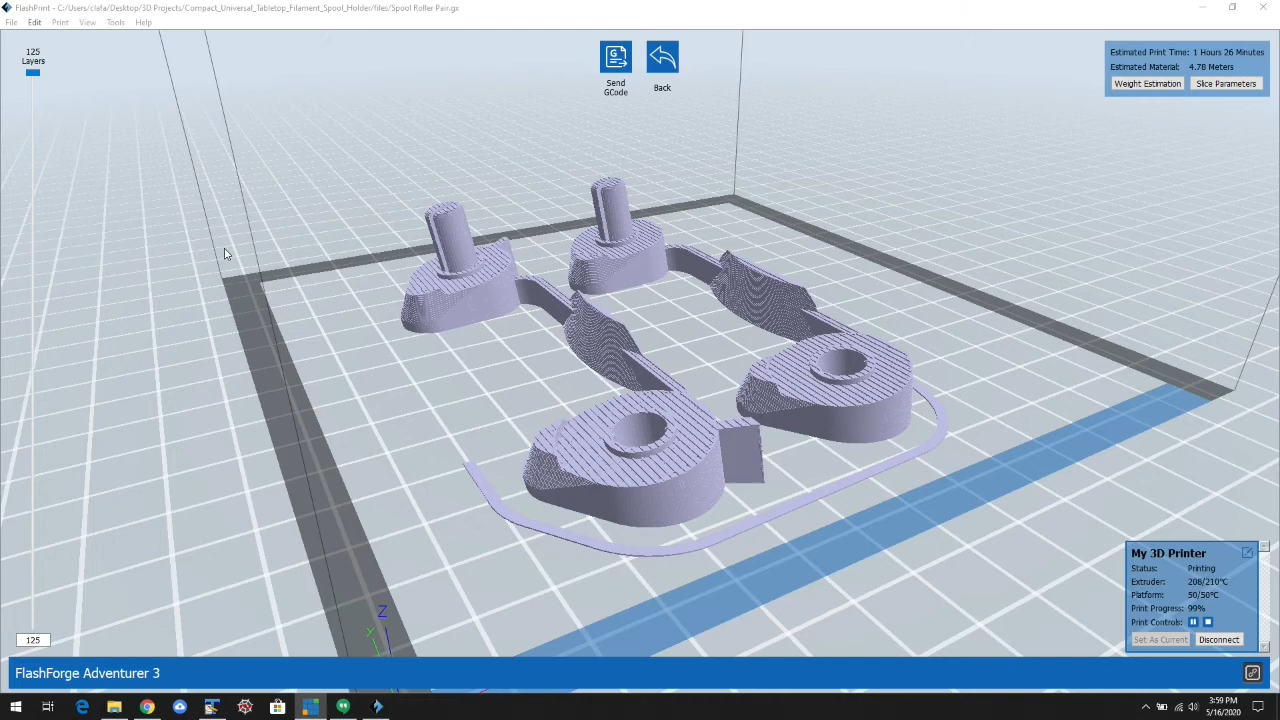 FlashPrint - C:/Users/clafa/Desktop/3D Projects/Compact_Universal_Tabletop_Filament_Spool_Holder/files/Spool Roller Pair.gx
File Edit Print View Tools Help
125
Layers
Send
GCode
Back
Estimated Print Time: 1 Hours 26 Minutes
Estimated Material: 4.78 Meters
Weight Estimation Slice Parameters
125
Z
Y
My 3D Printer
Status: Printing
Extruder: 208/210℃
Platform: 50/50℃
Print Progress: 99%
Print Controls:
Set As Current Disconnect
FlashForge Adventurer 3
3:59 PM
5/16/2020